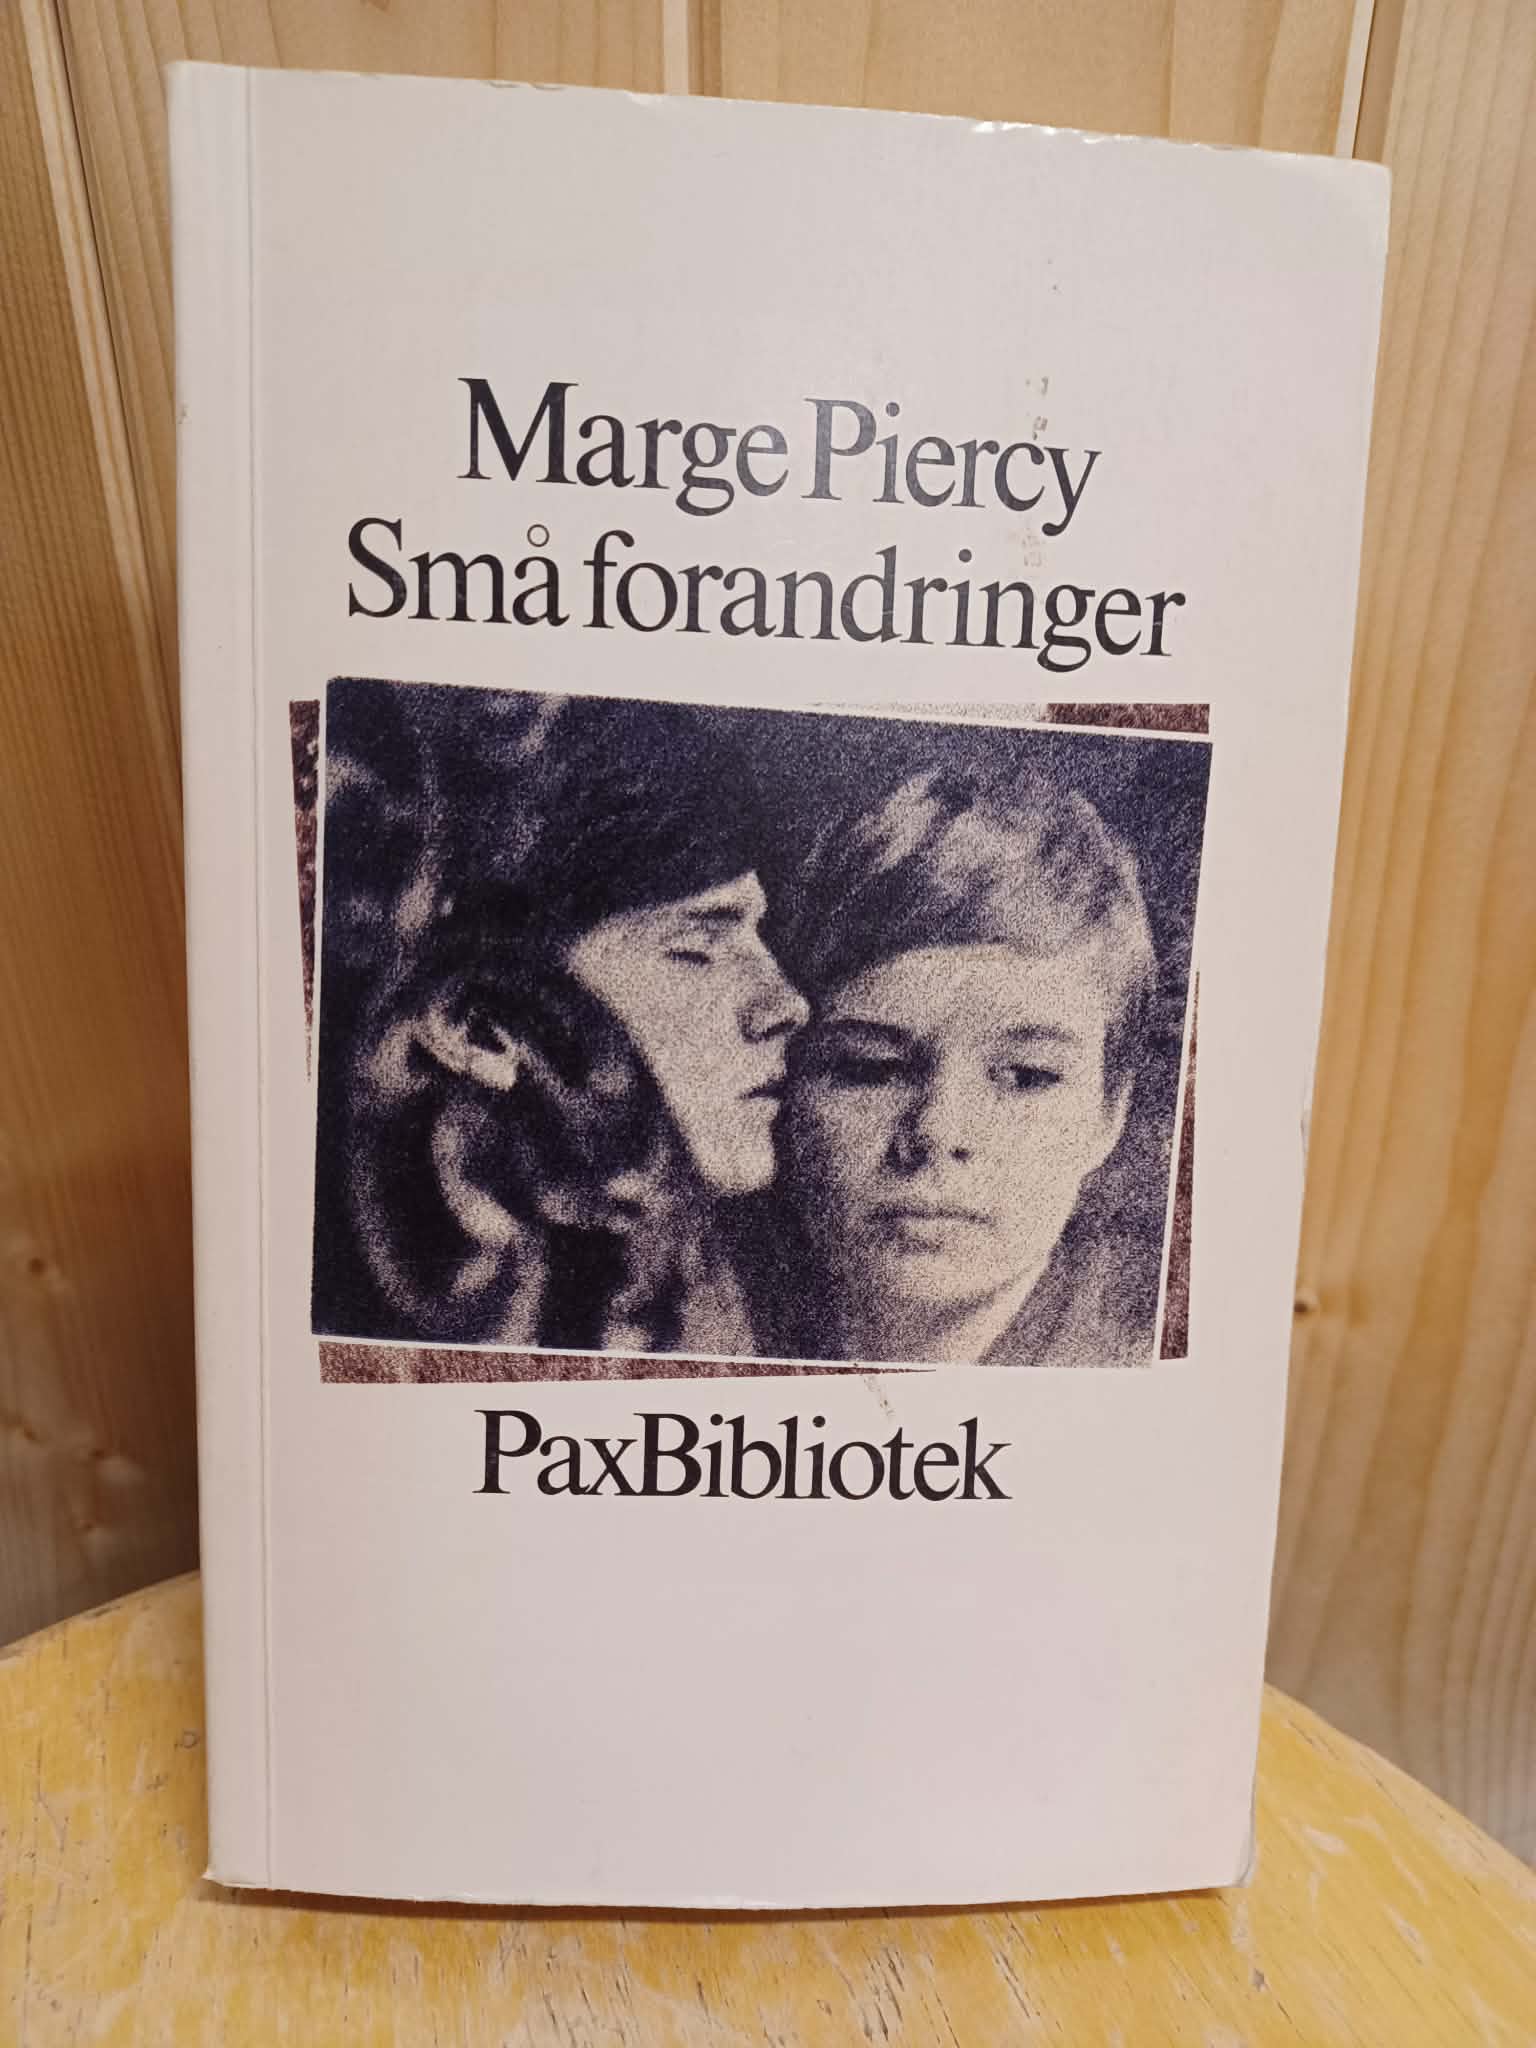 Marge Piercy
Små forandringer
PaxBibliotek